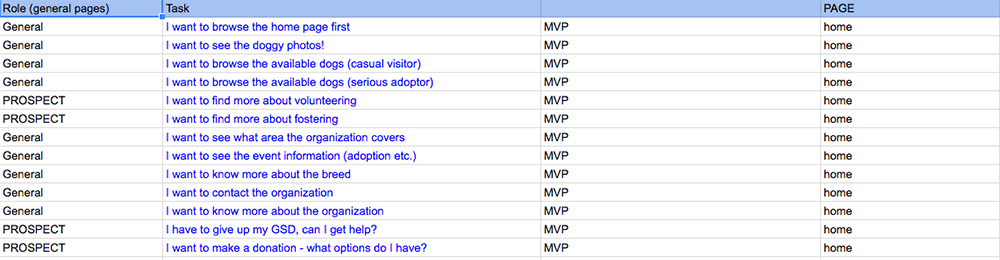 Role (general pages) Task PAGE
General I want to browse the home page first MVP home
General I want to see the doggy photos! MVP home
General I want to browse the available dogs (casual visitor) MVP home
General I want to browse the available dogs (serious adoptor) MVP home
PROSPECT I want to find more about volunteering MVP home
PROSPECT I want to find more about fostering MVP home
General I want to see what area the organization covers MVP home
General I want to see the event information (adoption etc.) MVP home
General I want to know more about the breed MVP home
General I want to contact the organization MVP home
General I want to know more about the organization MVP home
PROSPECT I have to give up my GSD, can I get help? MVP home
PROSPECT I want to make a donation - what options do I have? MVP home